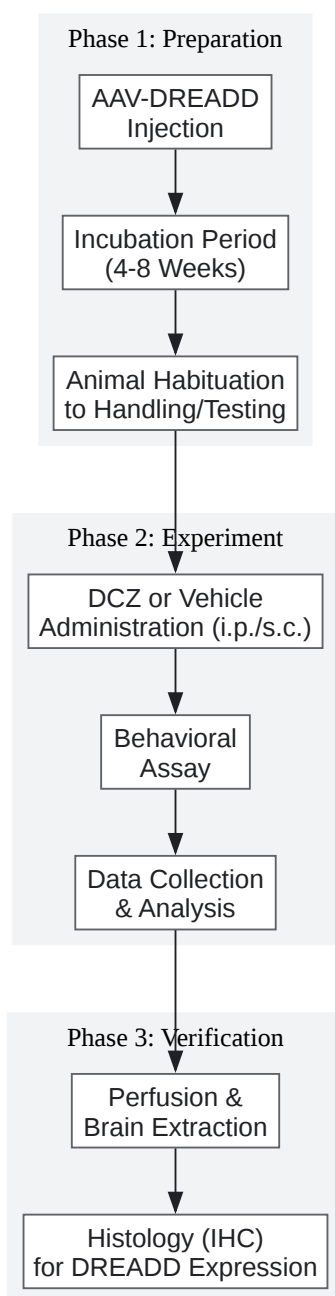 Phase 1: Preparation
AAV-DREADD
Injection
Incubation Period
(4-8 Weeks)
Animal Habituation
to Handling/Testing
Phase 2: Experiment
DCZ or Vehicle
Administration (i.p./s.c.)
Behavioral
Assay
Data Collection
& Analysis
Phase 3: Verification
Perfusion &
Brain Extraction
Histology (IHC)
for DREADD Expression